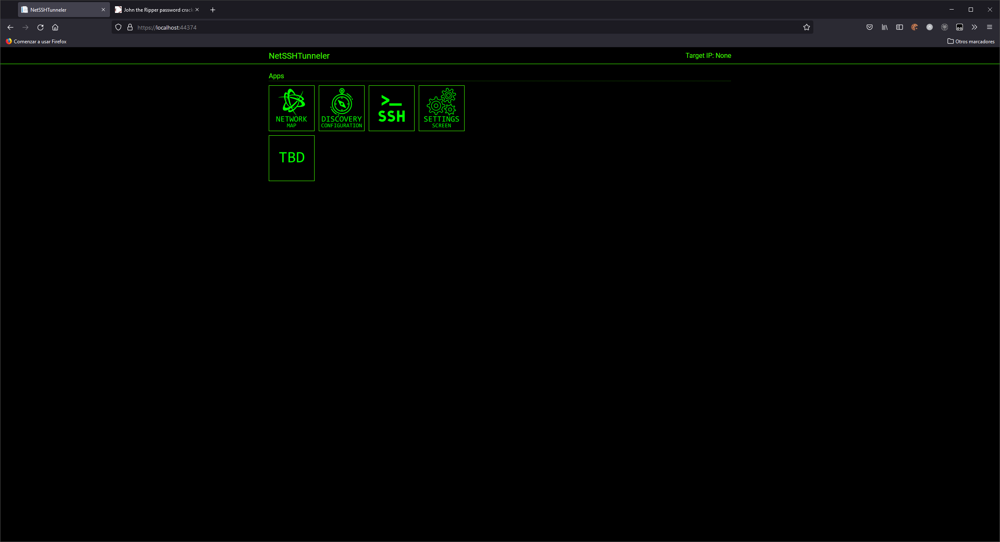 NetSSHTunneler
John the Ripper password crack
https://localhost:44374
Comenzar a usar Firefox
Otros marcadores
NetSSHTunneler
Target IP: None
Apps
NETWORK
MAP
DISCOVERY
CONFIGURATION
>_
SSH
SETTINGS
SCREEN
TBD